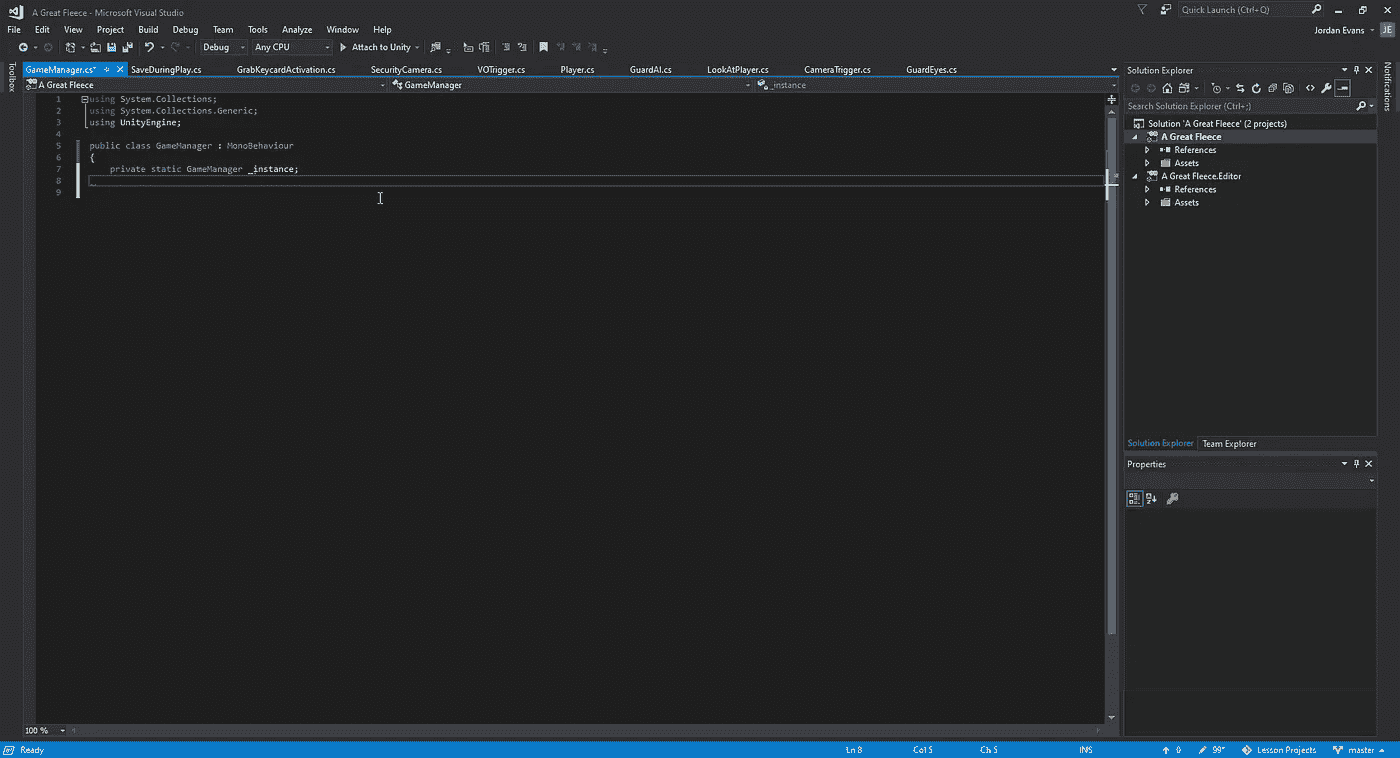 A Great Fleece - Microsoft Visual Studio
Quick Launch (Ctrl+Q)
File Edit View Project Build Debug Team Tools Analyze Window Help
Jordan Evans JE
Debug Any CPU Attach to Unity
Toolbox
GameManager.cs* SaveDuringPlay.cs GrabKeycardActivation.cs SecurityCamera.cs VOTrigger.cs Player.cs GuardAI.cs LookAtPlayer.cs CameraTrigger.cs GuardEyes.cs
A Great Fleece GameManager _instance
1 using System.Collections;
2 using System.Collections.Generic;
3 using UnityEngine;
4
5 public class GameManager : MonoBehaviour
6 {
7 private static GameManager _instance;
8
9
100 %
Solution Explorer
Search Solution Explorer (Ctrl+;)
Solution 'A Great Fleece' (2 projects)
A Great Fleece
References
Assets
A Great Fleece.Editor
References
Assets
Solution Explorer Team Explorer
Properties
Notifications
Ready Ln 8 Col 5 Ch 5 INS 0 99* Lesson Projects master